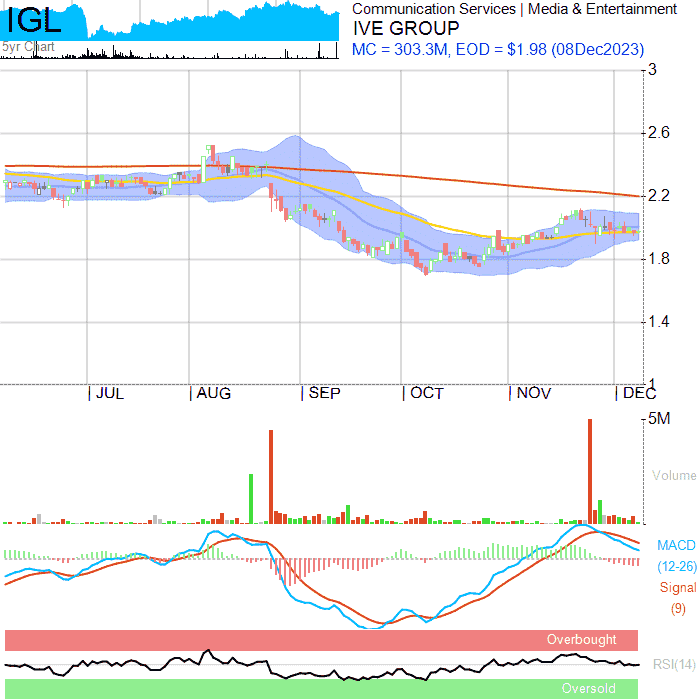 IGL
5yr Chart
Communication Services | Media & Entertainment
IVE GROUP
MC = 303.3M, EOD = $1.98 (08Dec2023)
3
2.6
2.2
1.8
1.4
1
JUL AUG SEP OCT NOV DEC
5M
Volume
MACD
(12-26)
Signal
(9)
Overbought
RSI(14)
Oversold